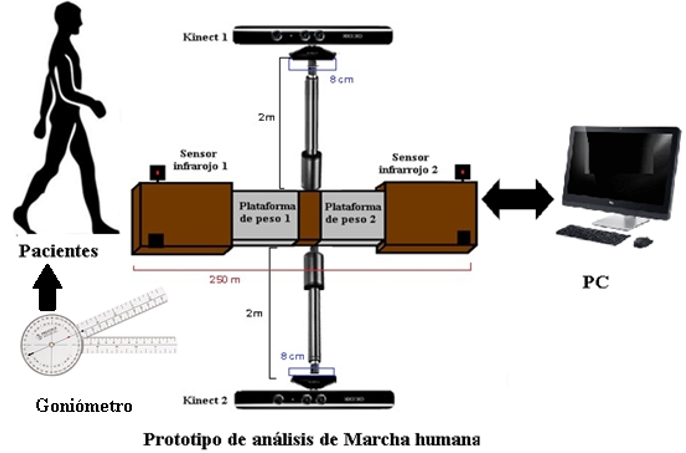 Kinect 1
8 cm
2m
Sensor
infrarojo 1
Sensor
infrarrojo 2
Plataforma
de peso 1
Plataforma
de peso 2
Pacientes
250 m
PC
2m
8 cm
Goniómetro
Kinect 2
Prototipo de análisis de Marcha humana